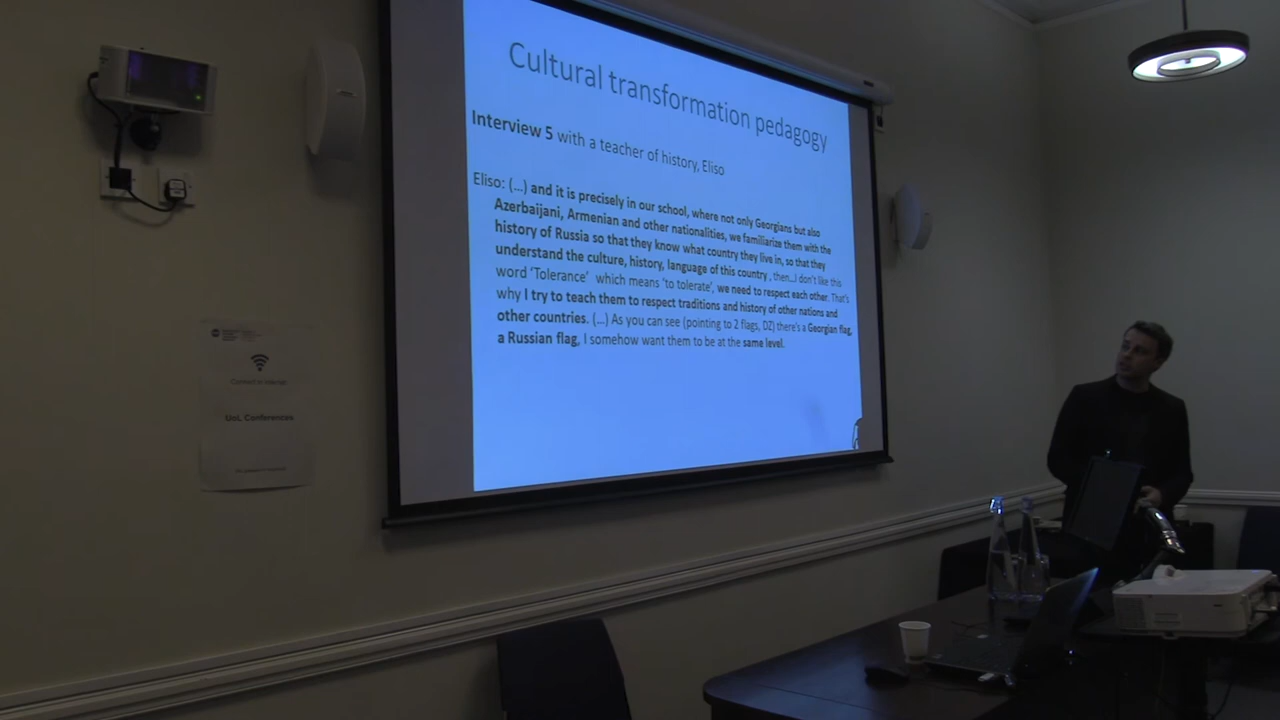 Cultural transformation pedagogy
Interview 5 with a teacher of history, Eliso
Eliso: (...) and it is precisely in our school, where not only Georgians but also
Azerbaijani, Armenian and other nationalities, we familiarize them with the
history of Russia so that they know what country they live in, so that they
understand the culture, history, language of this country , then...I don't like this
word 'Tolerance' which means 'to tolerate', we need to respect each other. That's
why I try to teach them to respect traditions and history of other nations and
other countries. (...) As you can see (pointing to 2 flags, DZ) there's a Georgian flag,
a Russian flag, I somehow want them to be at the same level.
UoL Conferences